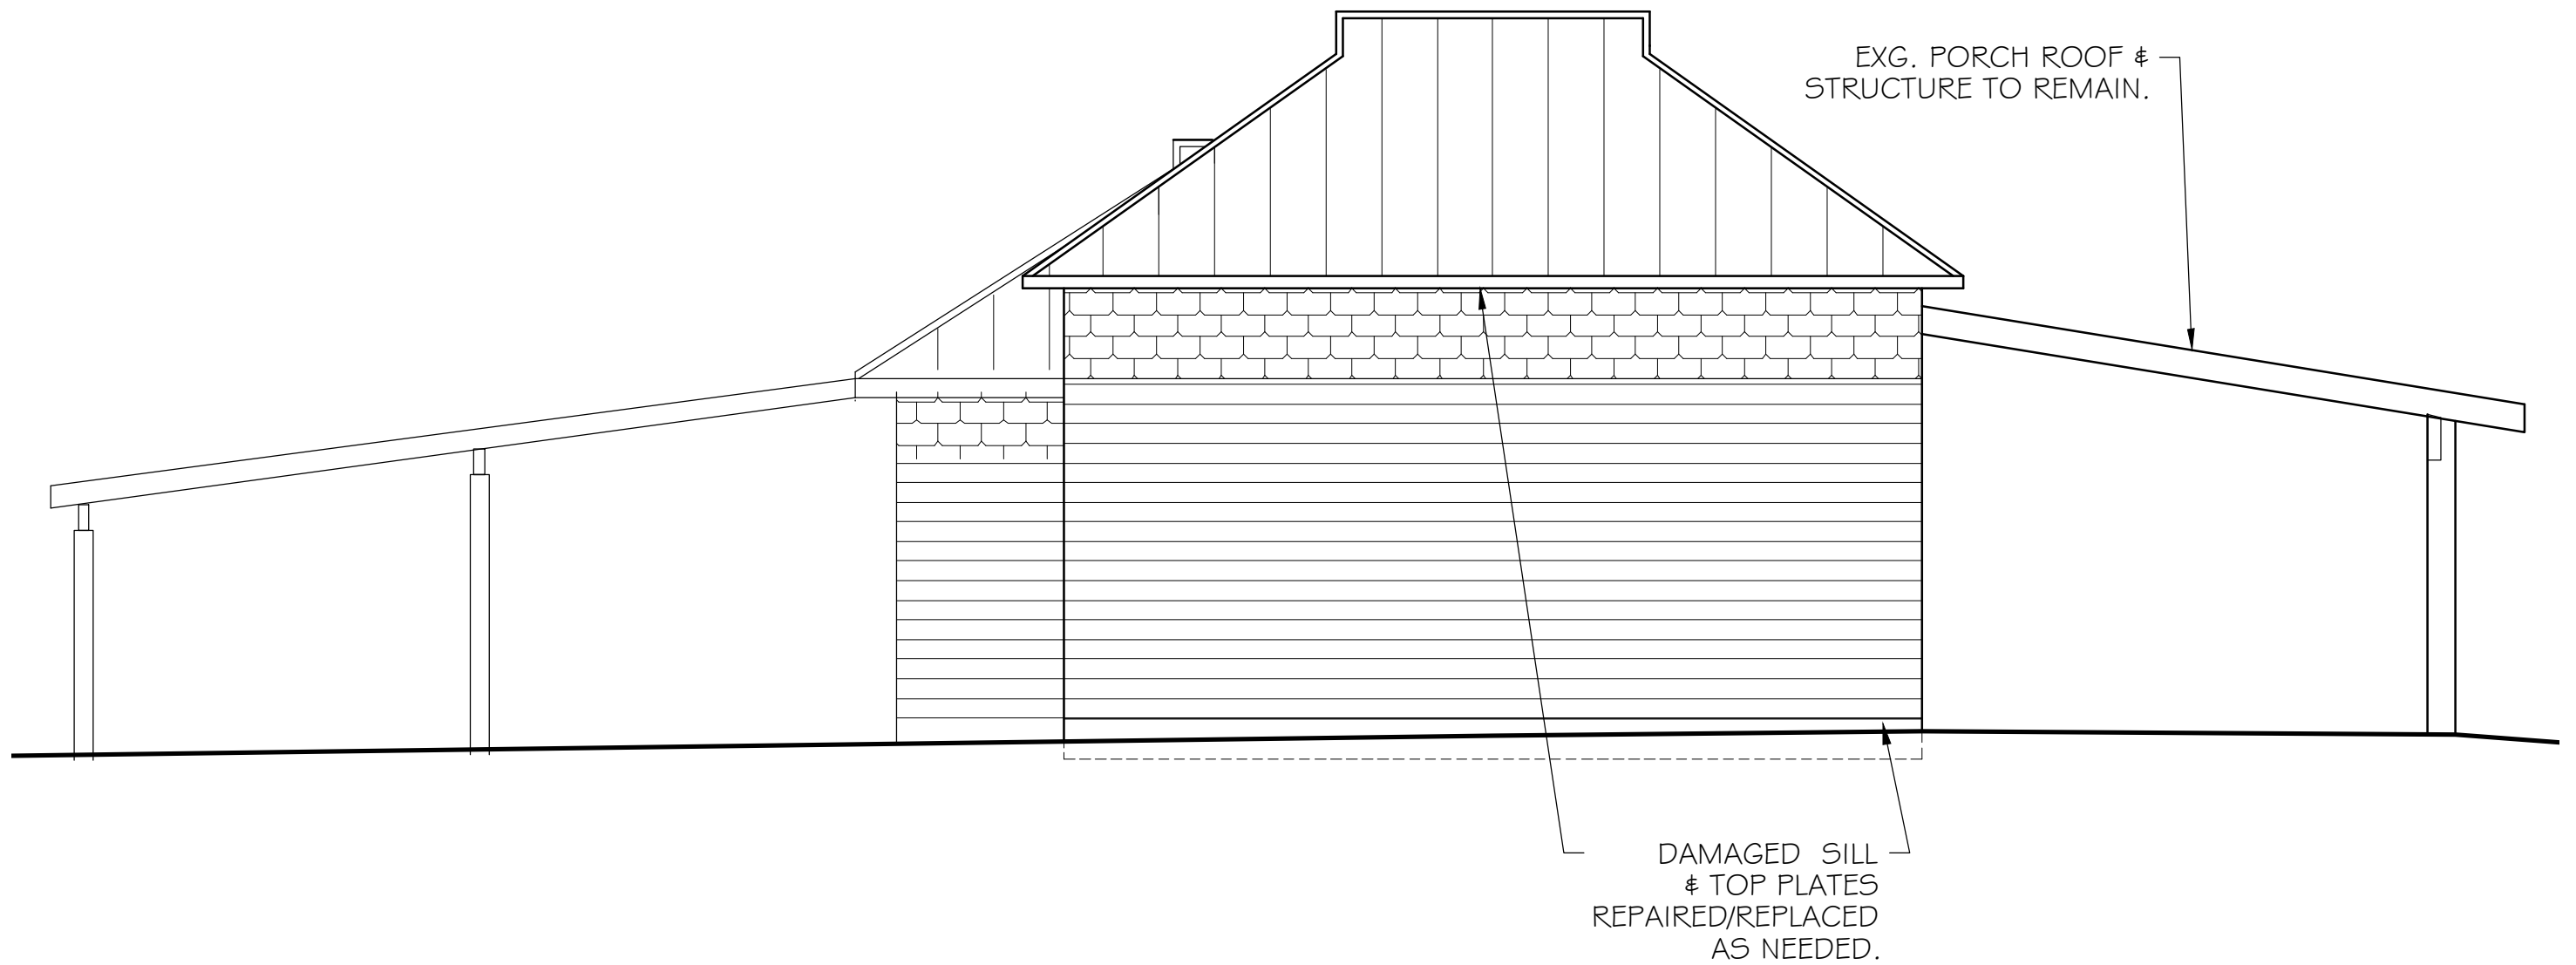 EXG. PORCH ROOF &
STRUCTURE TO REMAIN.
DAMAGED SILL
& TOP PLATES
REPAIRED/REPLACED
AS NEEDED.